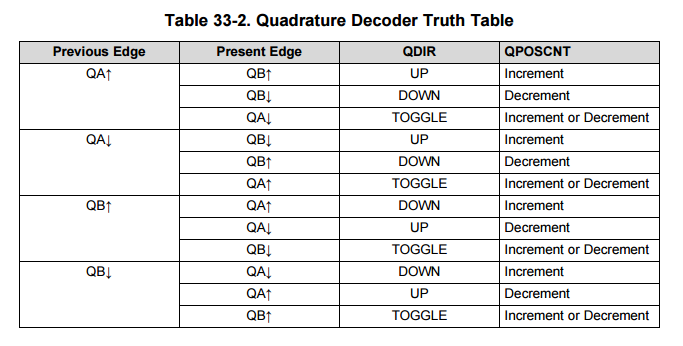 Table 33-2. Quadrature Decoder Truth Table
Previous Edge Present Edge QDIR QPOSCNT
QA↑ QB↑ UP Increment
QB↓ DOWN Decrement
QA↓ TOGGLE Increment or Decrement
QA↓ QB↓ UP Increment
QB↑ DOWN Decrement
QA↑ TOGGLE Increment or Decrement
QB↑ QA↑ DOWN Increment
QA↓ UP Decrement
QB↓ TOGGLE Increment or Decrement
QB↓ QA↓ DOWN Increment
QA↑ UP Decrement
QB↑ TOGGLE Increment or Decrement